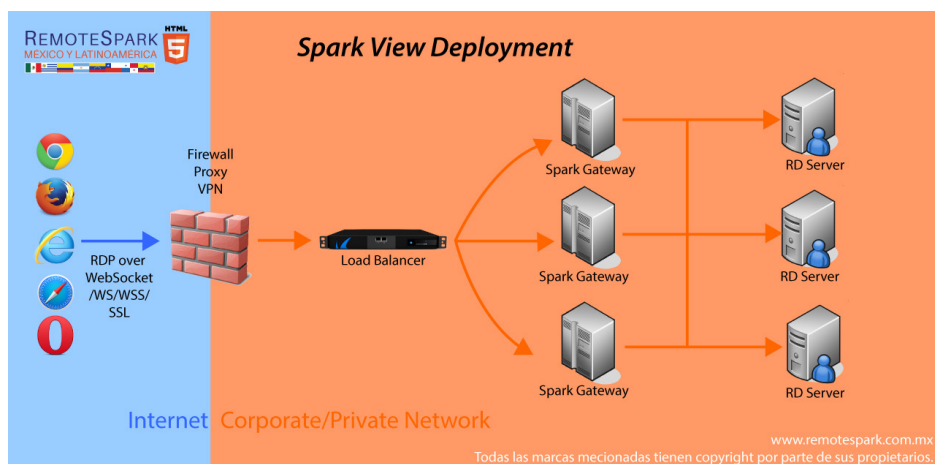 REMOTESPARK
MEXICO Y LATINOAMÉRICA
HTML
5
Spark View Deployment
Firewall
Proxy
VPN
RDP over
WebSocket
/WS/WSS/
SSL
Load Balancer
Spark Gateway
RD Server
Spark Gateway
RD Server
Spark Gateway
RD Server
Internet
Corporate/Private Network
www.remotespark.com.mx
Todas las marcas mecionadas tienen copyright por parte de sus propietarios.